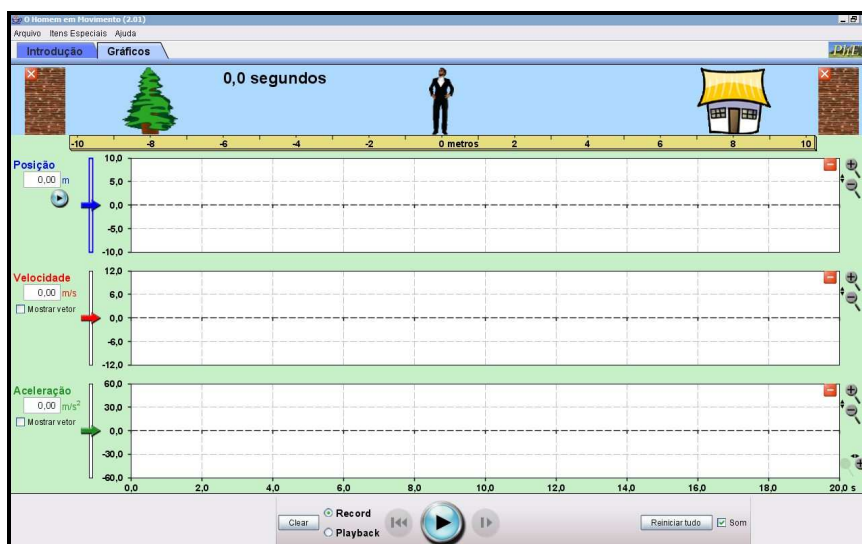 O Homem em Movimento (2.01)
Arquivo Itens Especiais Ajuda
Introdução Gráficos
PhET
0,0 segundos
-10 -8 -6 -4 -2 0 metros 2 4 6 8 10
Posição
0,00 m
10,0
5,0
0,0
-5,0
-10,0
Velocidade
0,00 m/s
Mostrar vetor
12,0
6,0
0,0
-6,0
-12,0
Aceleração
0,00 m/s²
Mostrar vetor
60,0
30,0
0,0
-30,0
-60,0
0,0 2,0 4,0 6,0 8,0 10,0 12,0 14,0 16,0 18,0 20,0 s
Clear
Record
Playback
Reiniciar tudo
Som